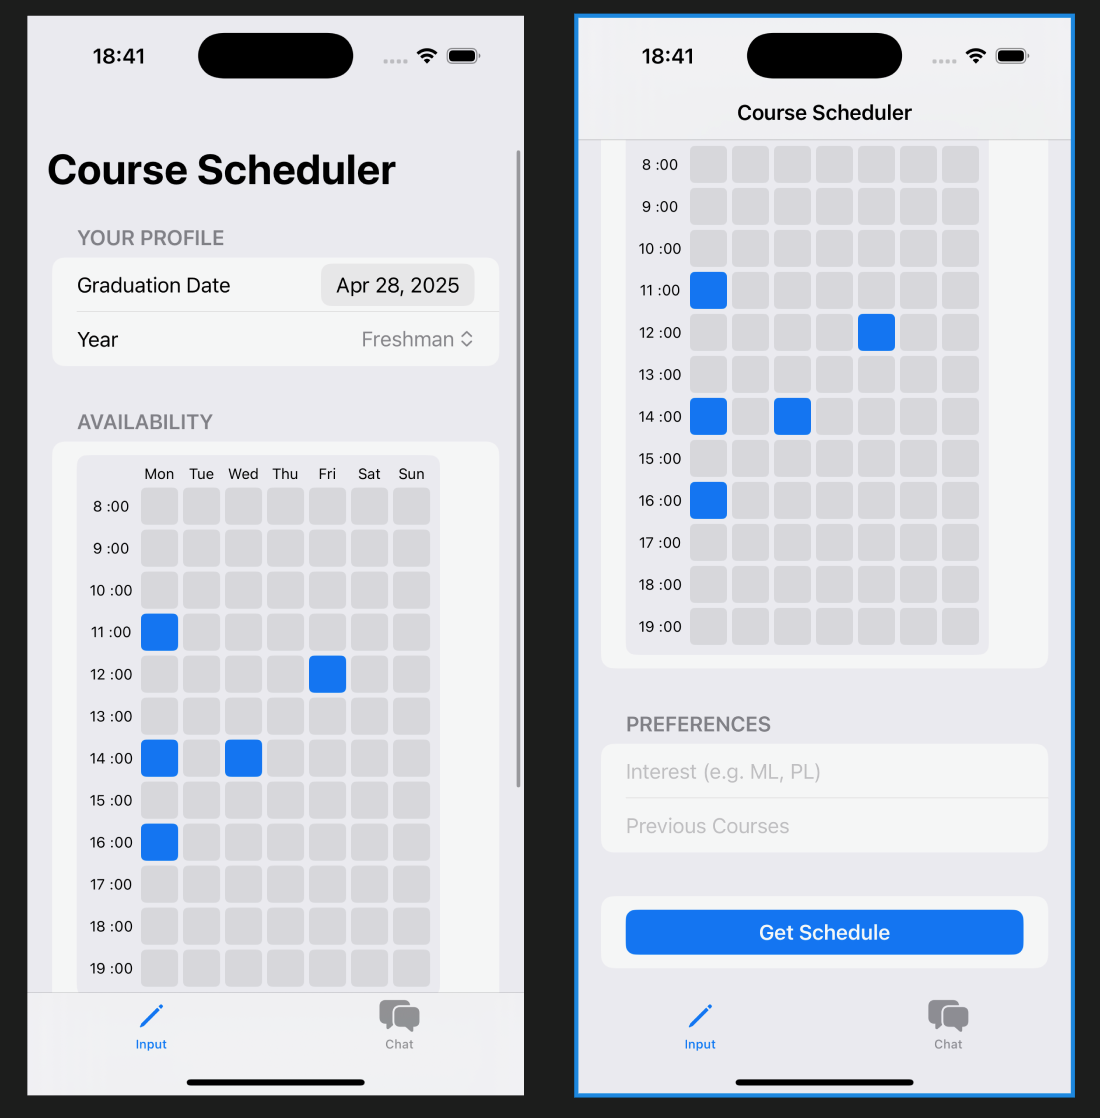 18:41
Course Scheduler
YOUR PROFILE
Graduation Date Apr 28, 2025
Year Freshman
AVAILABILITY
Mon Tue Wed Thu Fri Sat Sun
8 :00
9 :00
10 :00
11 :00
12 :00
13 :00
14 :00
15 :00
16 :00
17 :00
18 :00
19 :00
Input Chat
18:41
Course Scheduler
8 :00
9 :00
10 :00
11 :00
12 :00
13 :00
14 :00
15 :00
16 :00
17 :00
18 :00
19 :00
PREFERENCES
Interest (e.g. ML, PL)
Previous Courses
Get Schedule
Input Chat